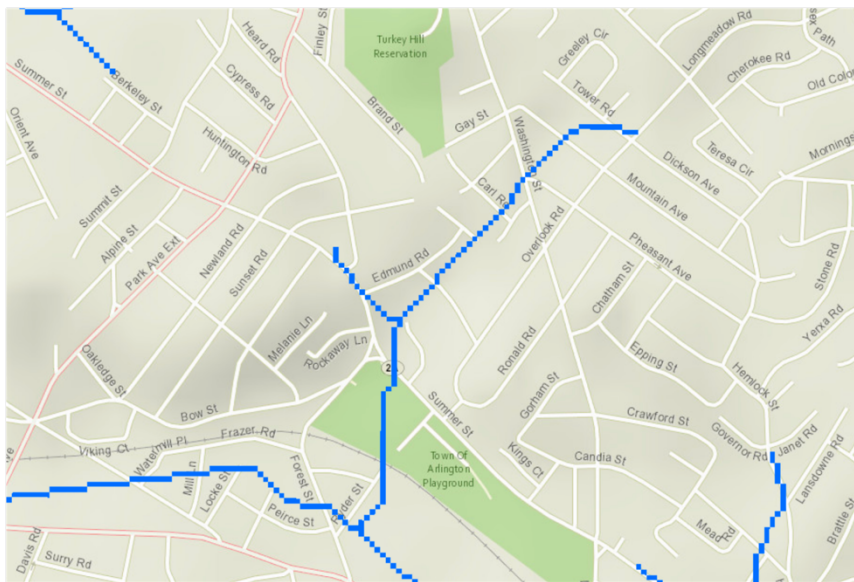 Turkey Hill
Reservation
Greeley Cir
Longmeadow Rd
Path
Cherokee Rd
Old Colo
Heard Rd
Finley St
Summer St
Berkeley St
Cypress Rd
Brand St
Tower Rd
Gay St
Washington St
Orient Ave
Huntington Rd
Teresa Cir
Mornings
Dickson Ave
Mountain Ave
Summit St
Carl R
Alpine St
Newland Rd
Overlook Rd
Park Ave Ext
Sunset Rd
Edmund Rd
Pheasant Ave
Stone Rd
Chatham St
Yerxa Rd
Melanie Ln
Rockaway Ln
Ronald Rd
Epping St
Hemlock St
Oakledge St
2
Gorham St
Bow St
Summer St
Crawford St
Governor Rd
Janet Rd
Frazer Rd
Viking Ct
Watermill Pl
Kings Ct
Candia St
Lansdowne Rd
Ave
Town Of
Arlington
Playground
Forest St
Locke St
Peirce St
Mead Rd
Brattle St
Davis Rd
Surry Rd